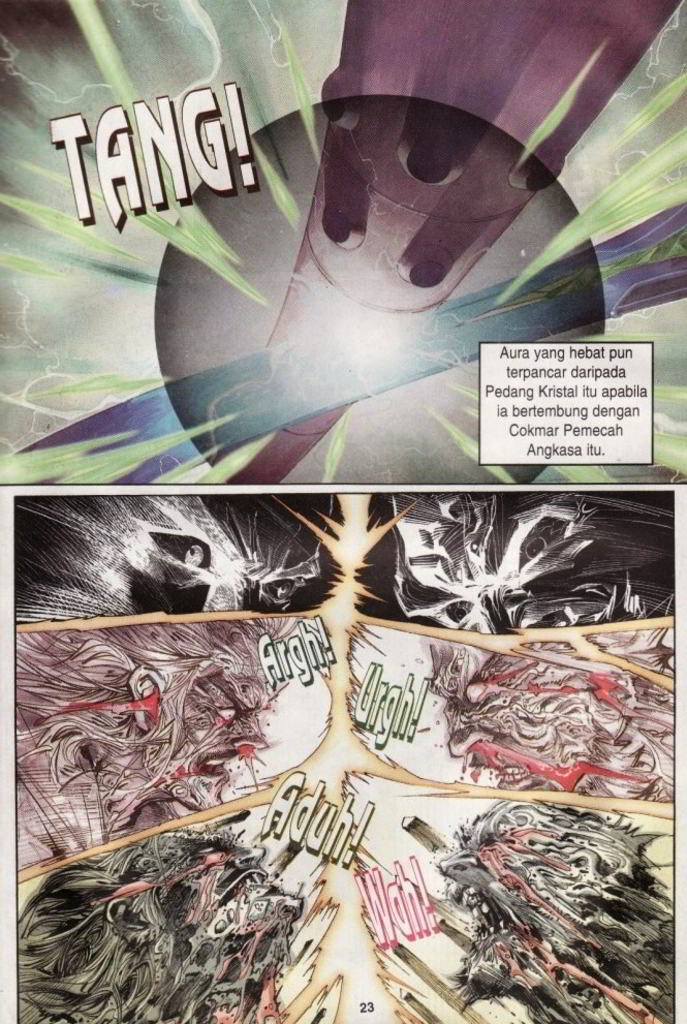 TANG!
Aura yang hebat pun
terpancar daripada
Pedang Kristal itu apabila
ia bertembung dengan
Cokmar Pemecah
Angkasa itu.
Argh!
Urgh!
Aduh!
Wah!
23